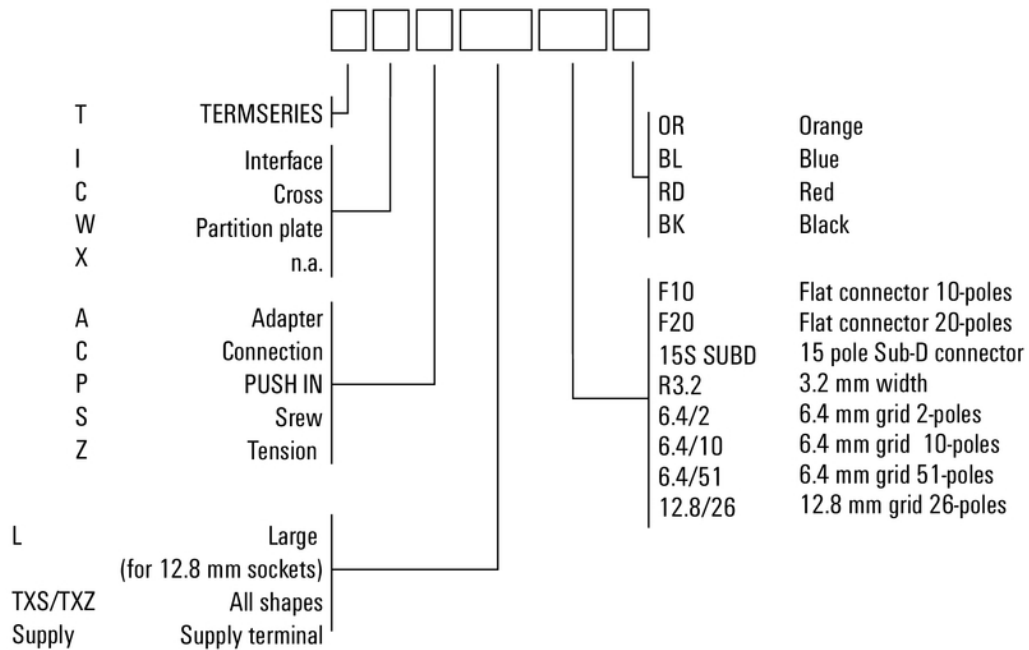 T TERMSERIES
I Interface
C Cross
W Partition plate
X n.a.
A Adapter
C Connection
P PUSH IN
S Srew
Z Tension
L Large
(for 12.8 mm sockets)
TXS/TXZ All shapes
Supply Supply terminal
OR Orange
BL Blue
RD Red
BK Black
F10 Flat connector 10-poles
F20 Flat connector 20-poles
15S SUBD 15 pole Sub-D connector
R3.2 3.2 mm width
6.4/2 6.4 mm grid 2-poles
6.4/10 6.4 mm grid 10-poles
6.4/51 6.4 mm grid 51-poles
12.8/26 12.8 mm grid 26-poles